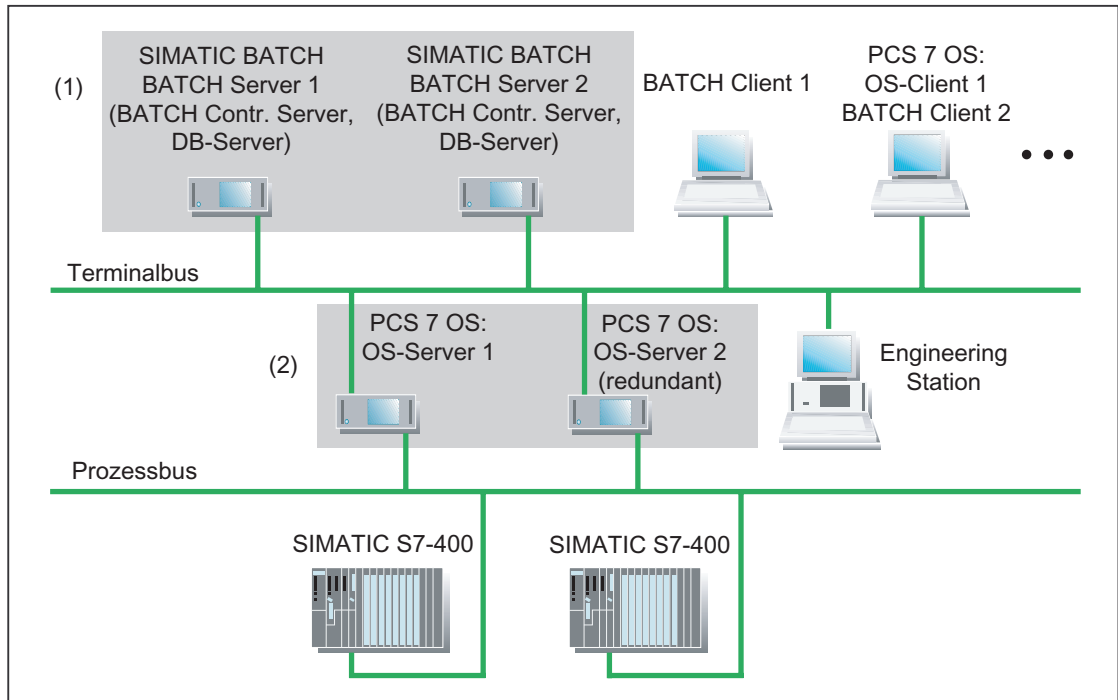 (1)
SIMATIC BATCH
BATCH Server 1
(BATCH Contr. Server,
DB-Server)
SIMATIC BATCH
BATCH Server 2
(BATCH Contr. Server,
DB-Server)
BATCH Client 1
PCS 7 OS:
OS-Client 1
BATCH Client 2
Terminalbus
(2)
PCS 7 OS:
OS-Server 1
PCS 7 OS:
OS-Server 2
(redundant)
Engineering
Station
Prozessbus
SIMATIC S7-400
SIMATIC S7-400